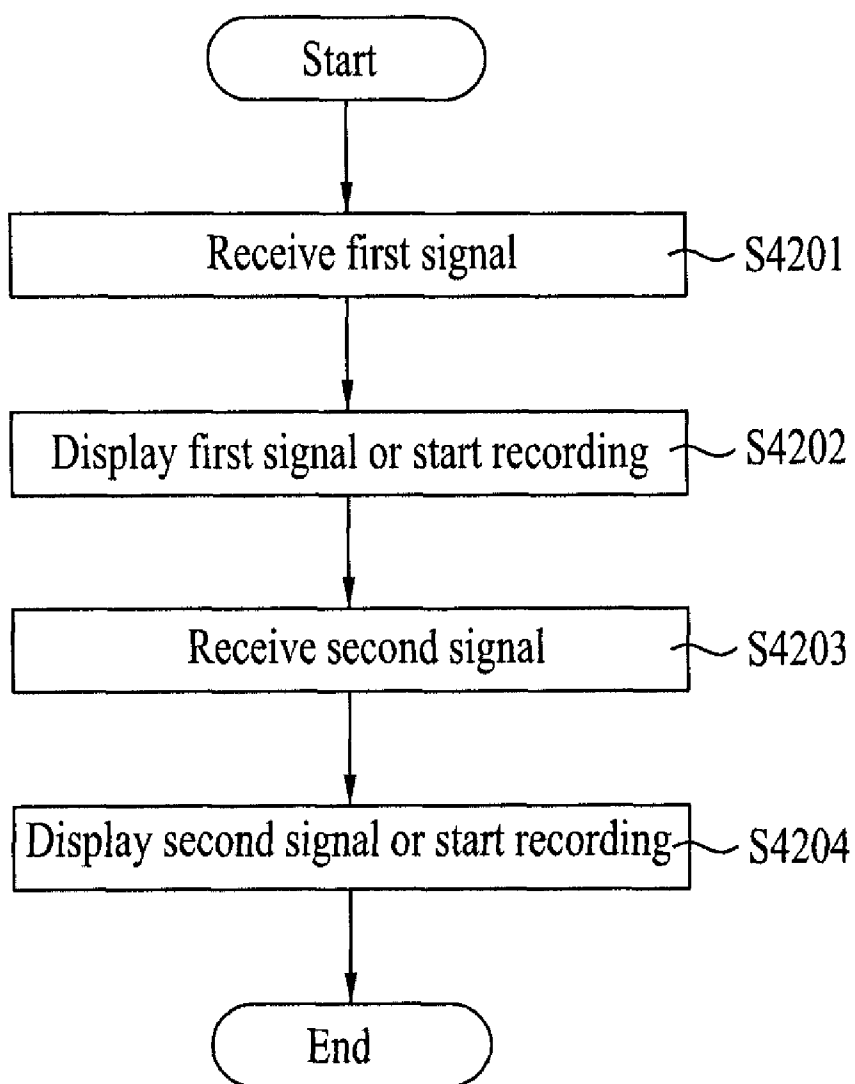 Start
Receive first signal
S4201
Display first signal or start recording
S4202
Receive second signal
S4203
Display second signal or start recording
S4204
End